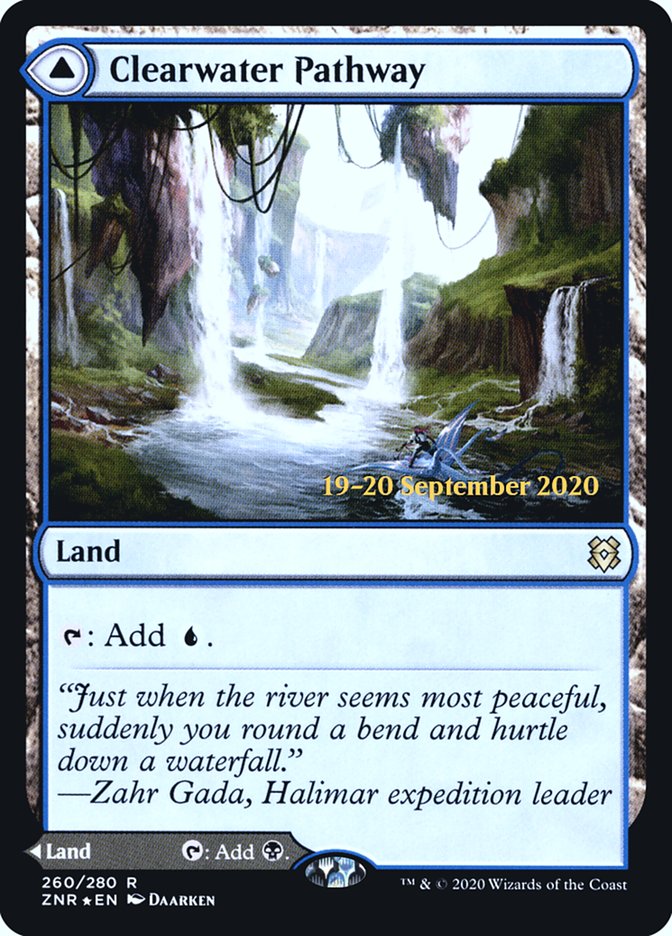 Clearwater Pathway
19–20 September 2020
Land
: Add .
“Just when the river seems most peaceful,
suddenly you round a bend and hurtle
down a waterfall.”
—Zahr Gada, Halimar expedition leader
Land : Add .
260/280 R
ZNR ★ EN Daarken
™ & © 2020 Wizards of the Coast